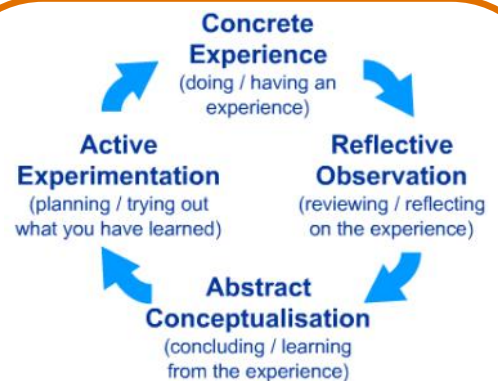 Concrete
Experience
(doing / having an
experience)
Reflective
Observation
(reviewing / reflecting
on the experience)
Abstract
Conceptualisation
(concluding / learning
from the experience)
Active
Experimentation
(planning / trying out
what you have learned)